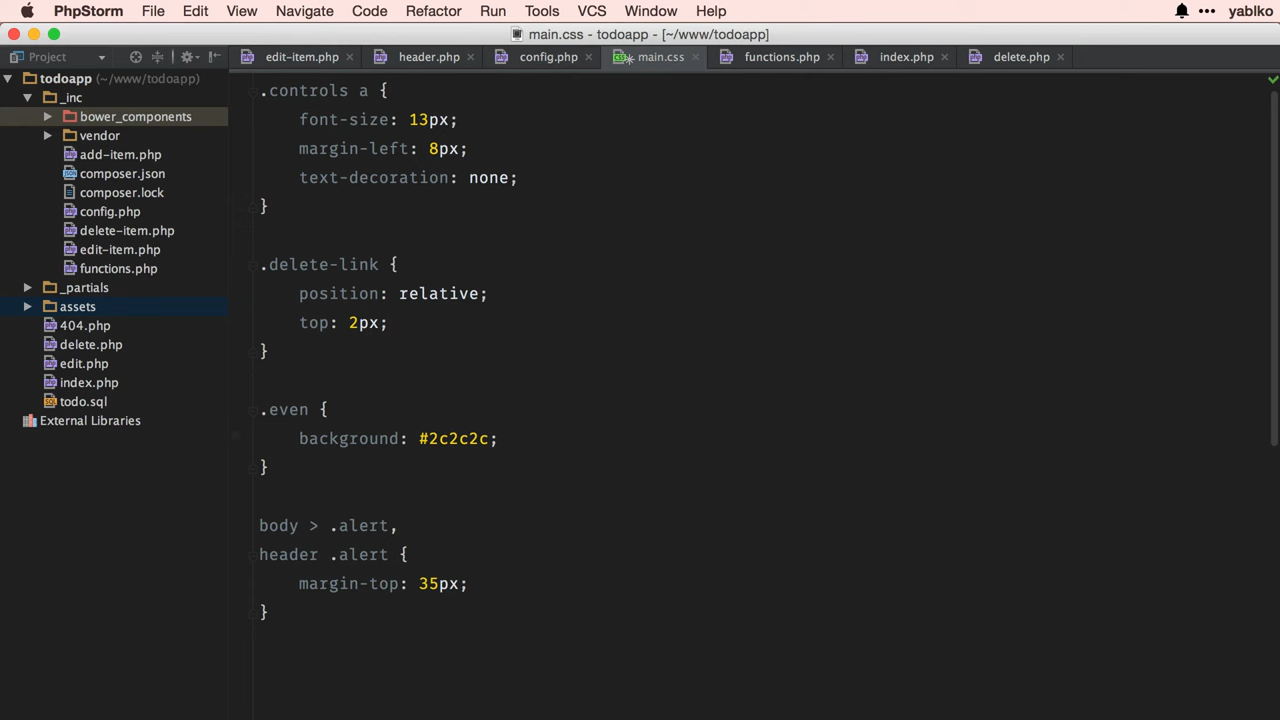 PhpStorm File Edit View Navigate Code Refactor Run Tools VCS Window Help yablko
main.css - todoapp - [~/www/todoapp]
Project
edit-item.php header.php config.php main.css functions.php index.php delete.php
todoapp (~/www/todoapp)
_inc
bower_components
vendor
add-item.php
composer.json
composer.lock
config.php
delete-item.php
edit-item.php
functions.php
_partials
assets
404.php
delete.php
edit.php
index.php
todo.sql
External Libraries
.controls a {
font-size: 13px;
margin-left: 8px;
text-decoration: none;
}
.delete-link {
position: relative;
top: 2px;
}
.even {
background: #2c2c2c;
}
body > .alert,
header .alert {
margin-top: 35px;
}